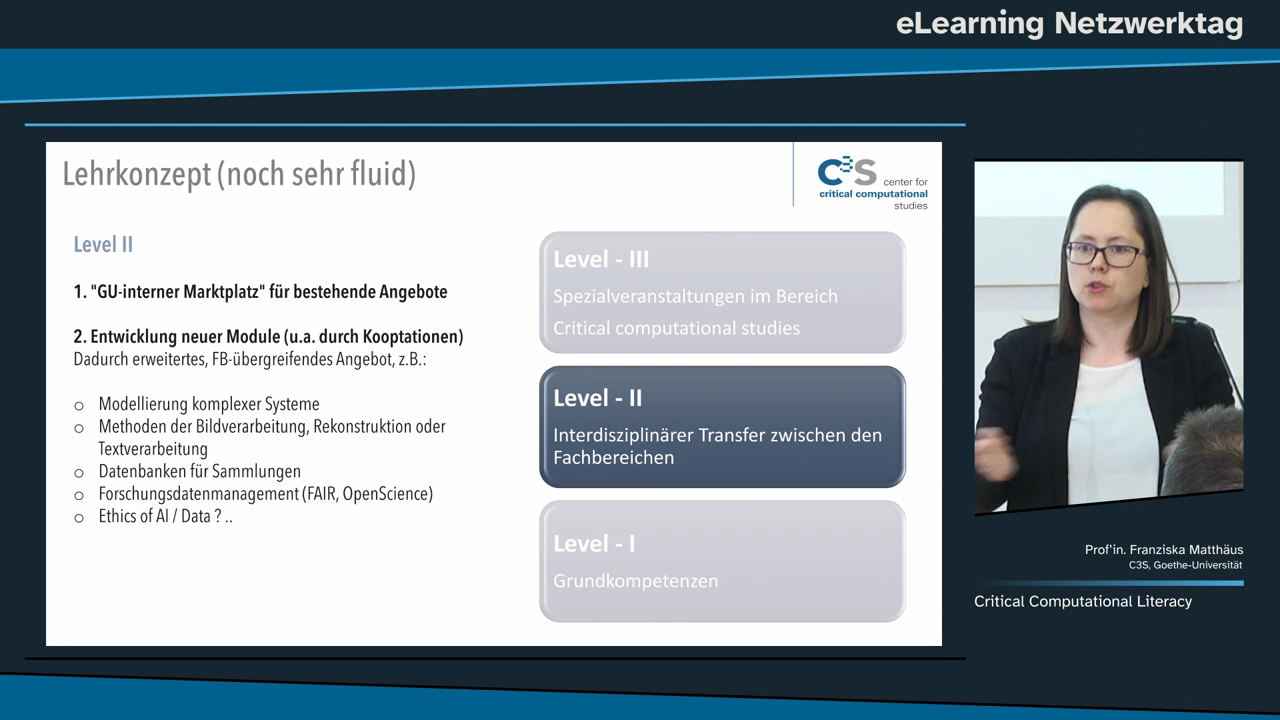 eLearning Netzwerktag
Lehrkonzept (noch sehr fluid)
C3S center for
critical computational
studies
Level II
1. "GU-interner Marktplatz" für bestehende Angebote
2. Entwicklung neuer Module (u.a. durch Kooptationen)
Dadurch erweitertes, FB-übergreifendes Angebot, z.B.:
o Modellierung komplexer Systeme
o Methoden der Bildverarbeitung, Rekonstruktion oder
Textverarbeitung
o Datenbanken für Sammlungen
o Forschungsdatenmanagement (FAIR, OpenScience)
o Ethics of AI / Data ? ..
Level - III
Spezialveranstaltungen im Bereich
Critical computational studies
Level - II
Interdisziplinärer Transfer zwischen den
Fachbereichen
Level - I
Grundkompetenzen
Prof'in. Franziska Matthäus
C3S, Goethe-Universität
Critical Computational Literacy